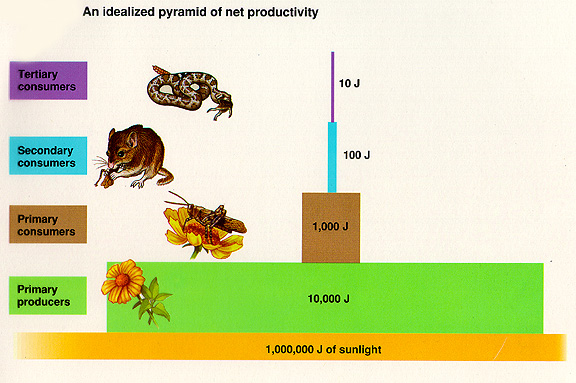 An idealized pyramid of net productivity
Tertiary
consumers
10 J
Secondary
consumers
100 J
Primary
consumers
1,000 J
Primary
producers
10,000 J
1,000,000 J of sunlight